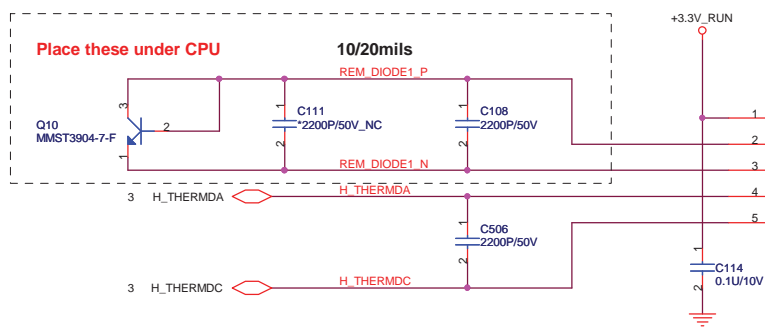 +3.3V_RUN
Place these under CPU
10/20mils
REM_DIODE1_P
3
1
1
C111
*2200P/50V_NC
C108
2200P/50V
1
Q10
MMST3904-7-F
2
2
2
2
1
REM_DIODE1_N
3
3 H_THERMDA
H_THERMDA
4
1
5
C506
2200P/50V
2
1
C114
0.1U/10V
3 H_THERMDC
H_THERMDC
2